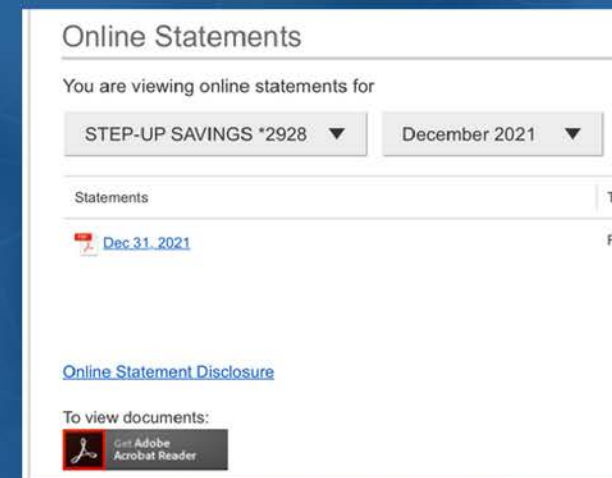 Online Statements
You are viewing online statements for
STEP-UP SAVINGS *2928 ▼ December 2021 ▼
Statements
PDF Dec 31, 2021
Online Statement Disclosure
To view documents:
Get Adobe
Acrobat Reader